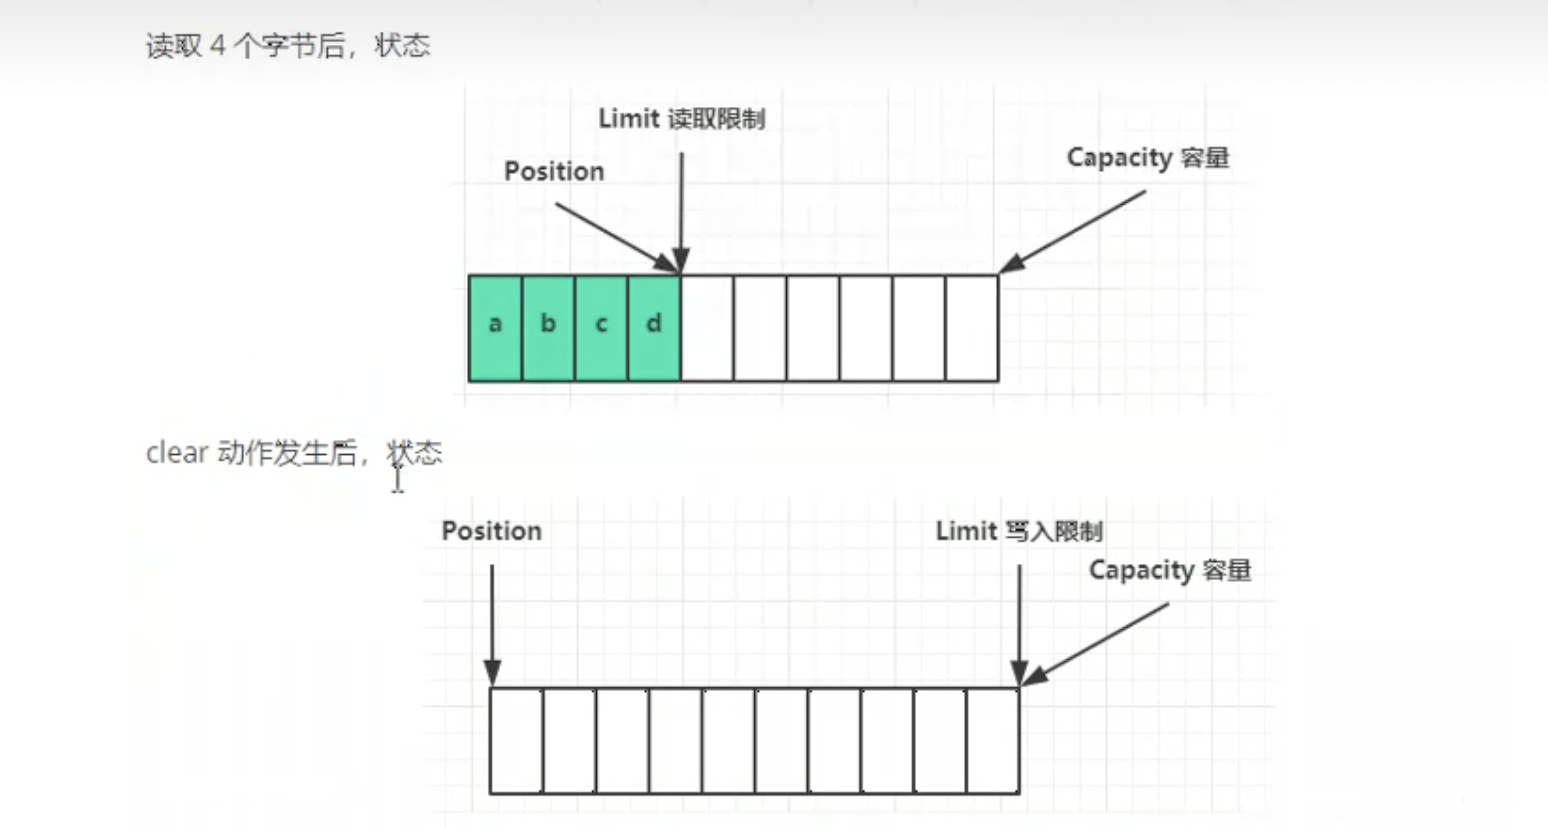 读取 4 个字节后，状态
Limit 读取限制
Position
Capacity 容量
a b c d
clear 动作发生后，状态
Position
Limit 写入限制
Capacity 容量